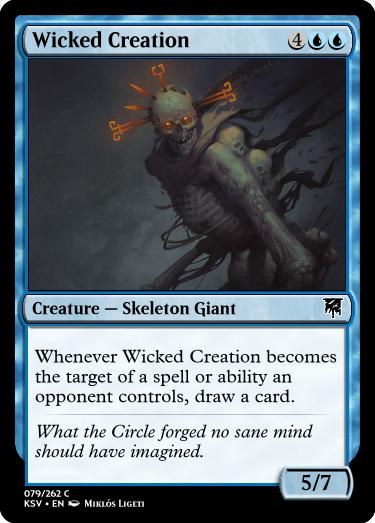 Wicked Creation 4
Creature — Skeleton Giant
Whenever Wicked Creation becomes
the target of a spell or ability an
opponent controls, draw a card.
What the Circle forged no sane mind
should have imagined.
5/7
079/262 C
KSV • EN Miklós Ligeti